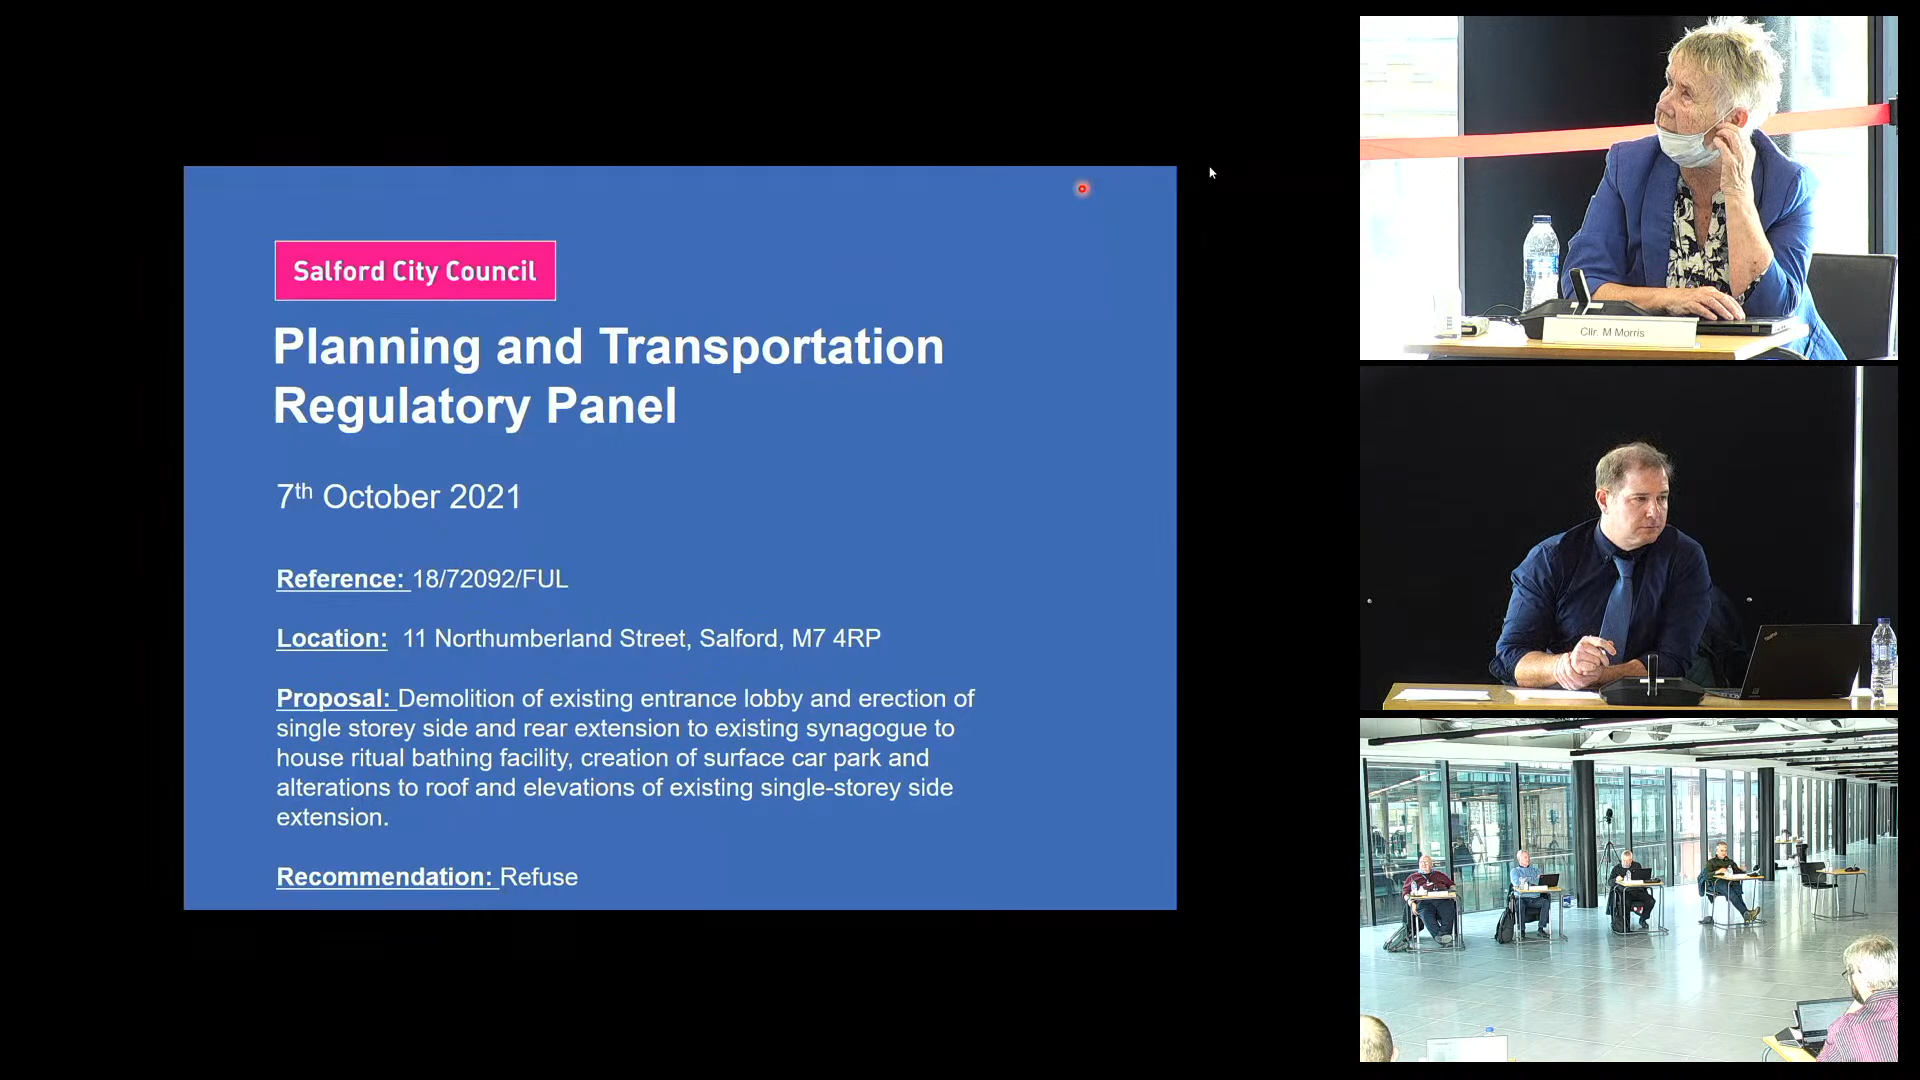 Salford City Council
Planning and Transportation
Regulatory Panel
7th October 2021
Reference: 18/72092/FUL
Location: 11 Northumberland Street, Salford, M7 4RP
Proposal: Demolition of existing entrance lobby and erection of
single storey side and rear extension to existing synagogue to
house ritual bathing facility, creation of surface car park and
alterations to roof and elevations of existing single-storey side
extension.
Recommendation: Refuse
Cllr. M Morris
ThinkPad